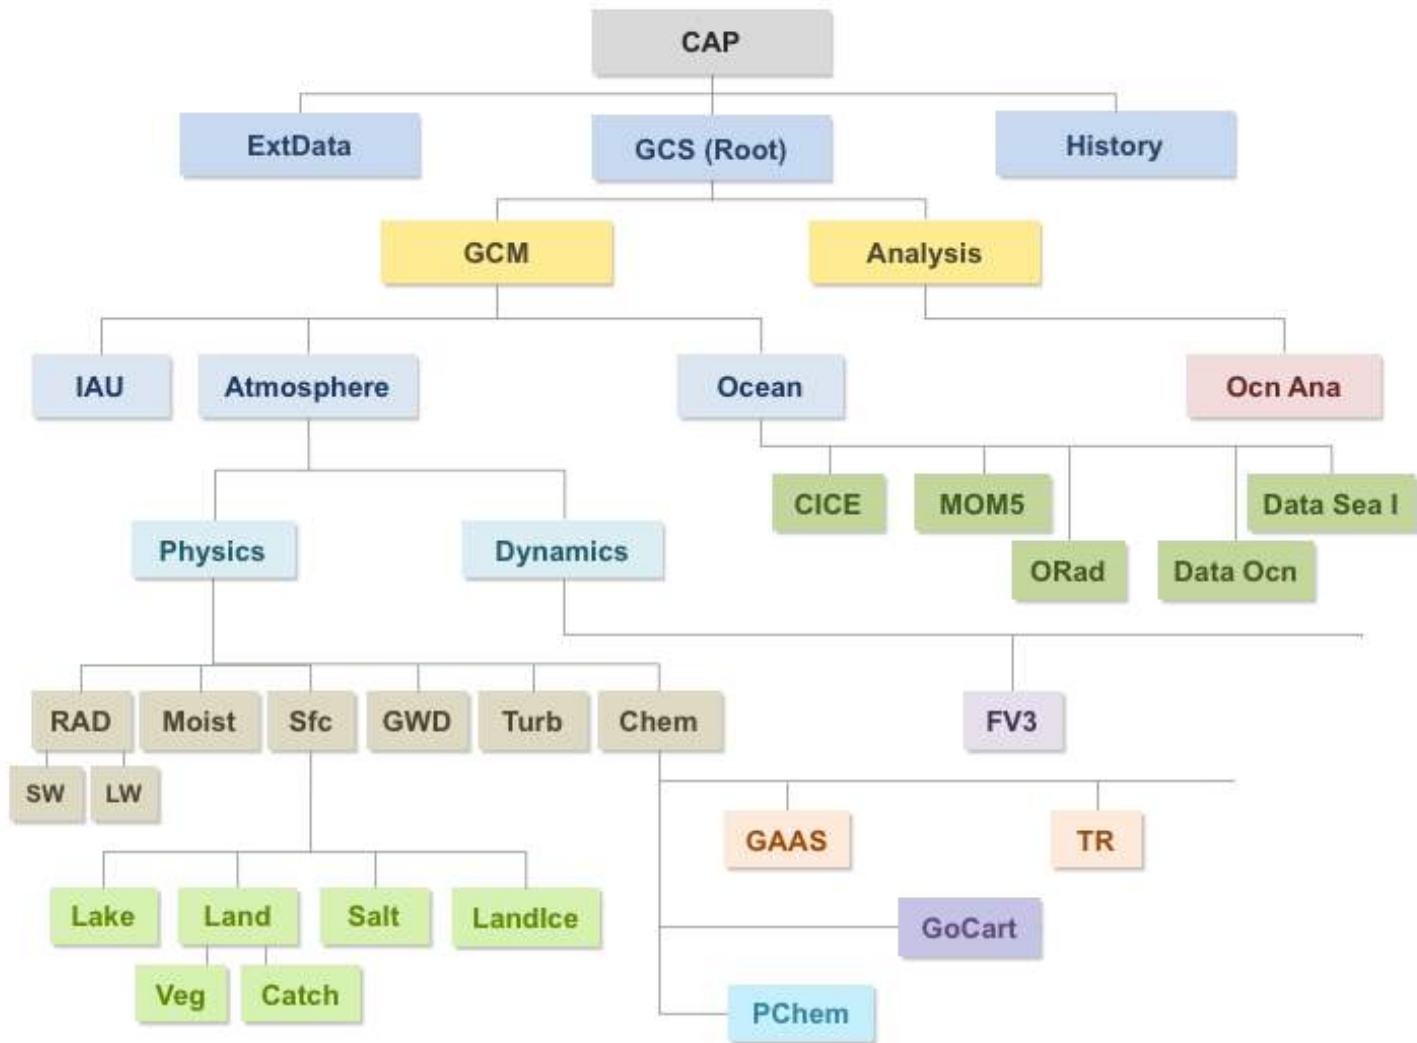 CAP
ExtData
GCS (Root)
History
GCM
Analysis
IAU
Atmosphere
Ocean
Ocn Ana
CICE
MOM5
Data Sea I
Physics
Dynamics
ORad
Data Ocn
RAD
Moist
Sfc
GWD
Turb
Chem
FV3
SW
LW
GAAS
TR
Lake
Land
Salt
LandIce
GoCart
Veg
Catch
PChem